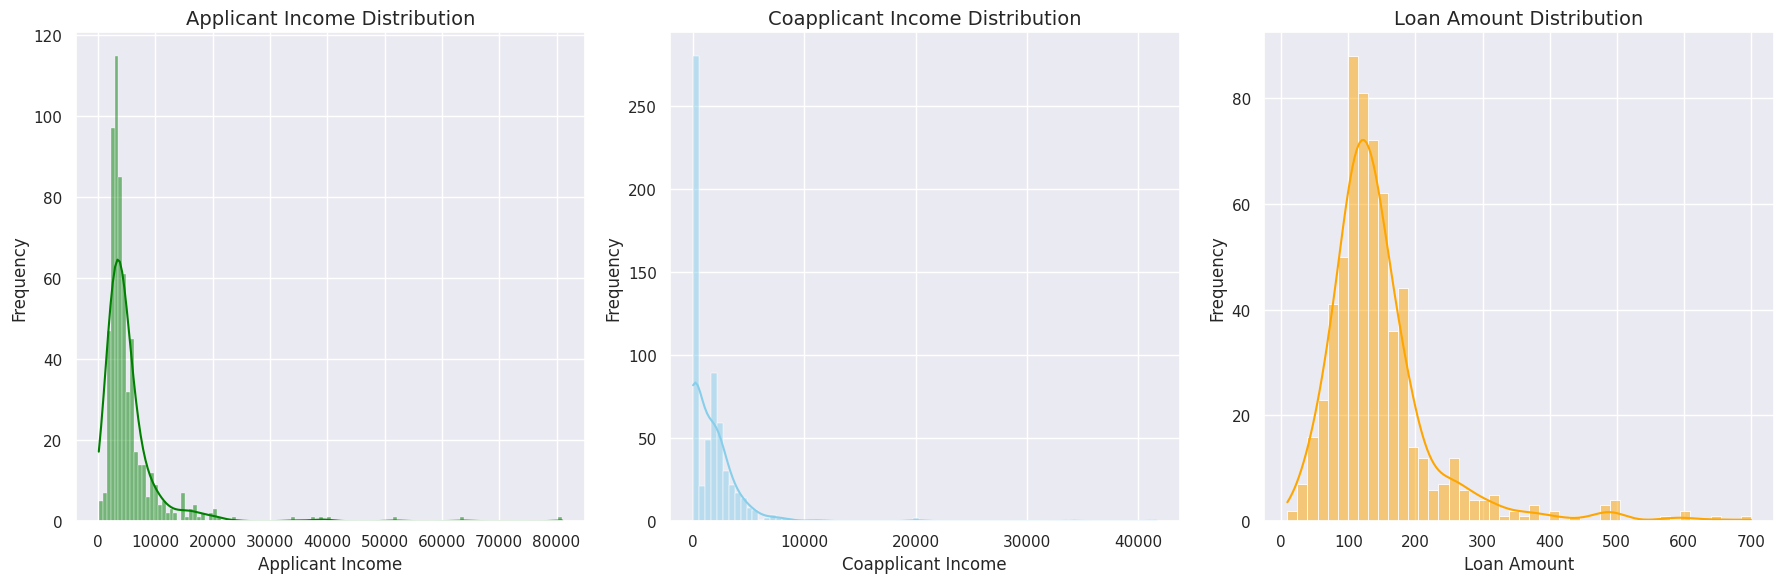 Applicant Income Distribution
120
100
80
60
40
20
0
Frequency
0 10000 20000 30000 40000 50000 60000 70000 80000
Applicant Income
Coapplicant Income Distribution
250
200
150
100
50
0
Frequency
0 10000 20000 30000 40000
Coapplicant Income
Loan Amount Distribution
80
60
40
20
0
Frequency
0 100 200 300 400 500 600 700
Loan Amount